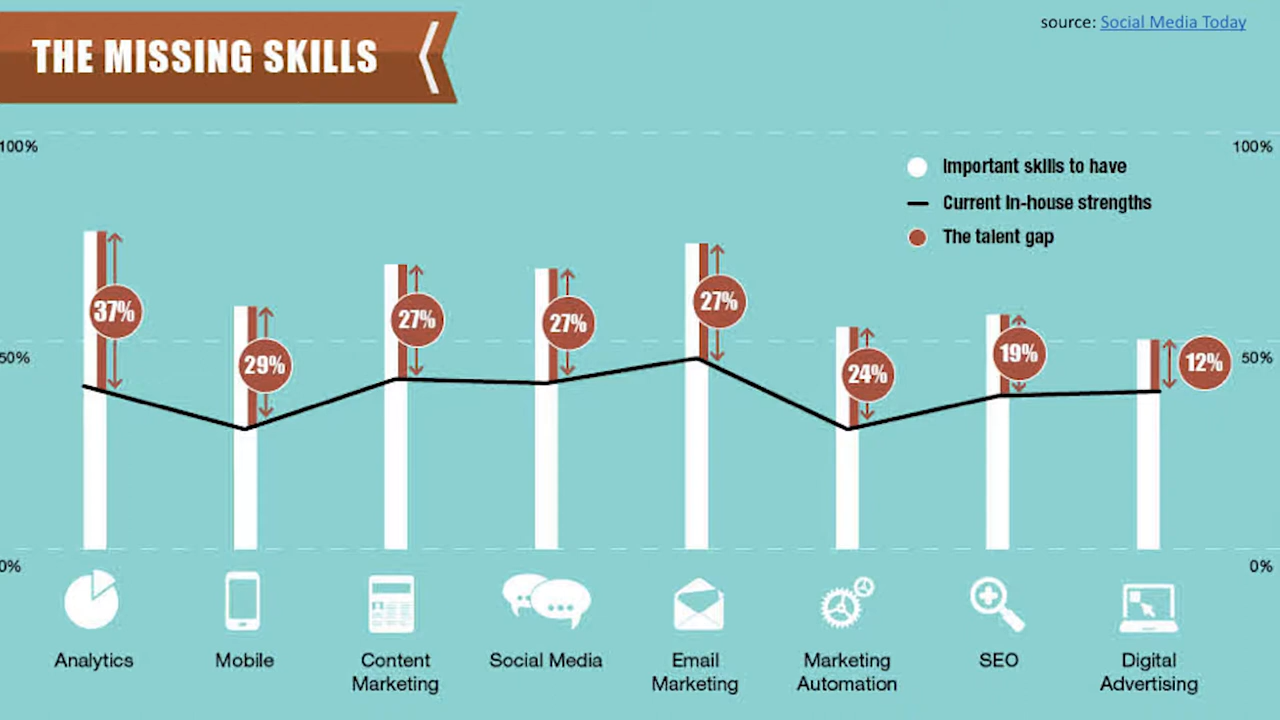 source: Social Media Today
THE MISSING SKILLS
100%
100%
Important skills to have
Current In-house strengths
The talent gap
37%
29%
27%
27%
27%
24%
19%
12%
50%
50%
0%
0%
Analytics
Mobile
Content
Marketing
Social Media
Email
Marketing
Marketing
Automation
SEO
Digital
Advertising